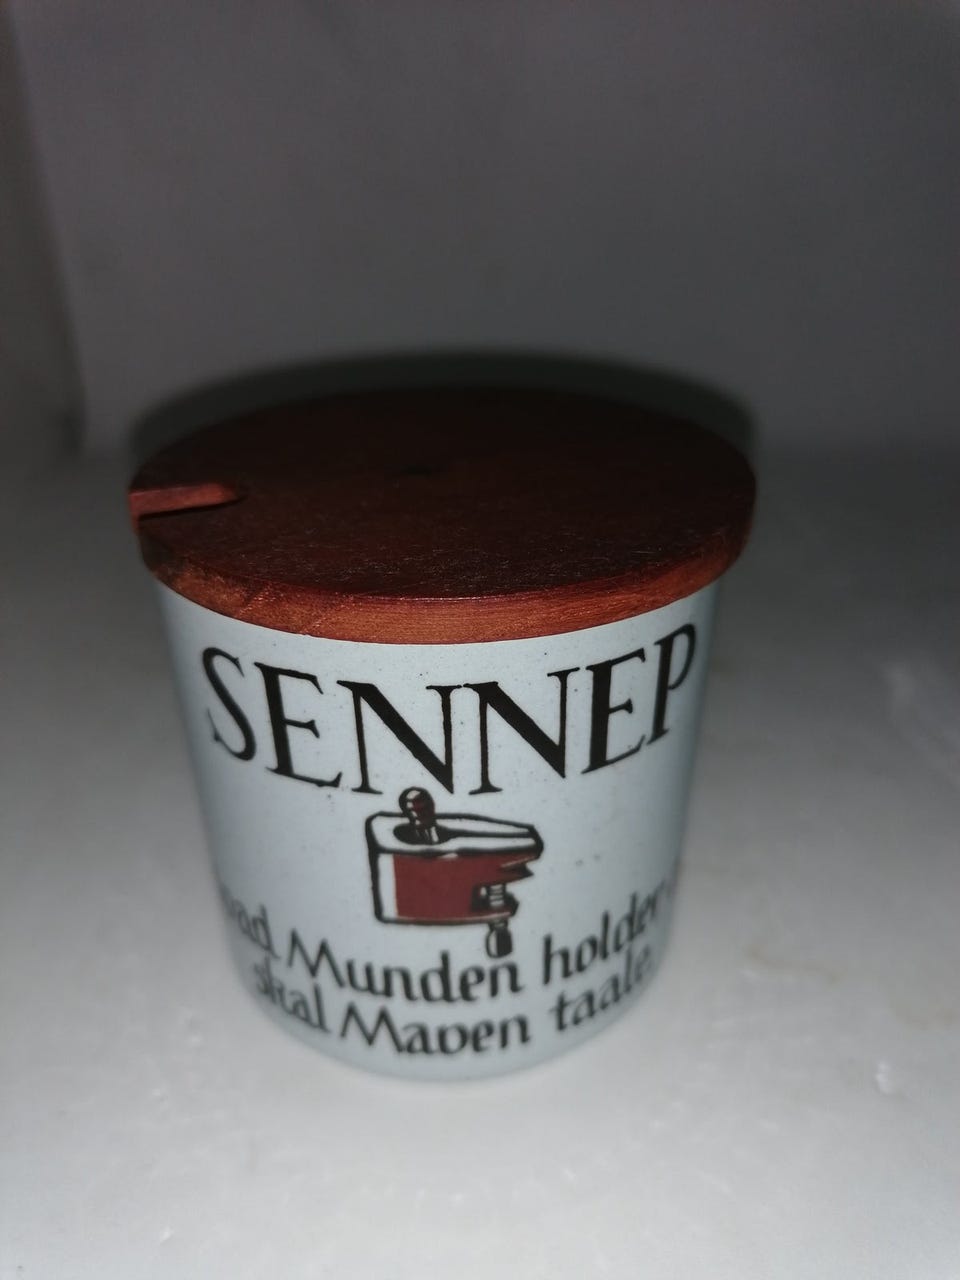 SENNEP
Munden holder
skal Maven taale